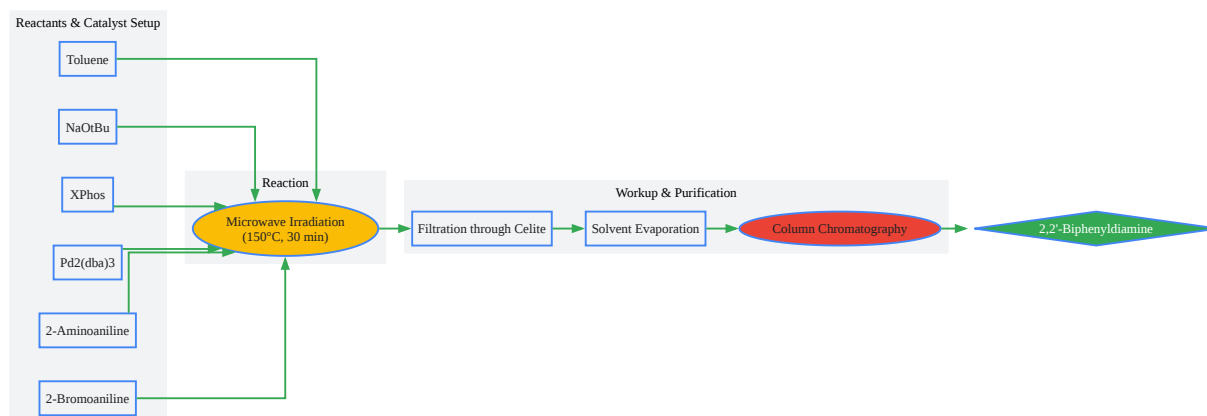 Reactants & Catalyst Setup
Toluene
NaOtBu
XPhos
Pd2(dba)3
2-Aminoaniline
2-Bromoaniline
Reaction
Microwave Irradiation
(150°C, 30 min)
Workup & Purification
Filtration through Celite
Solvent Evaporation
Column Chromatography
2,2'-Biphenyldiamine